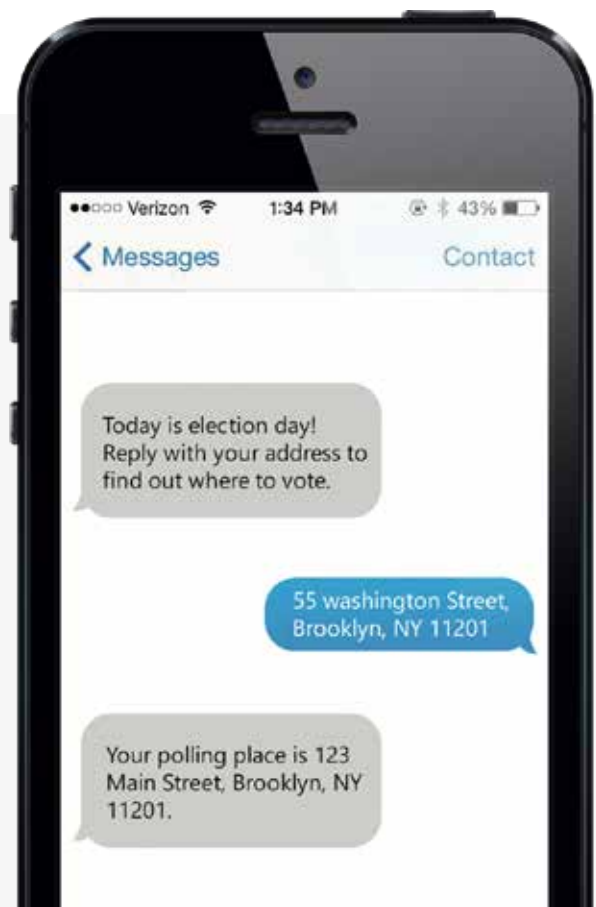 Verizon 1:34 PM 43%
Messages Contact
Today is election day!
Reply with your address to
find out where to vote.
55 washington Street,
Brooklyn, NY 11201
Your polling place is 123
Main Street, Brooklyn, NY
11201.